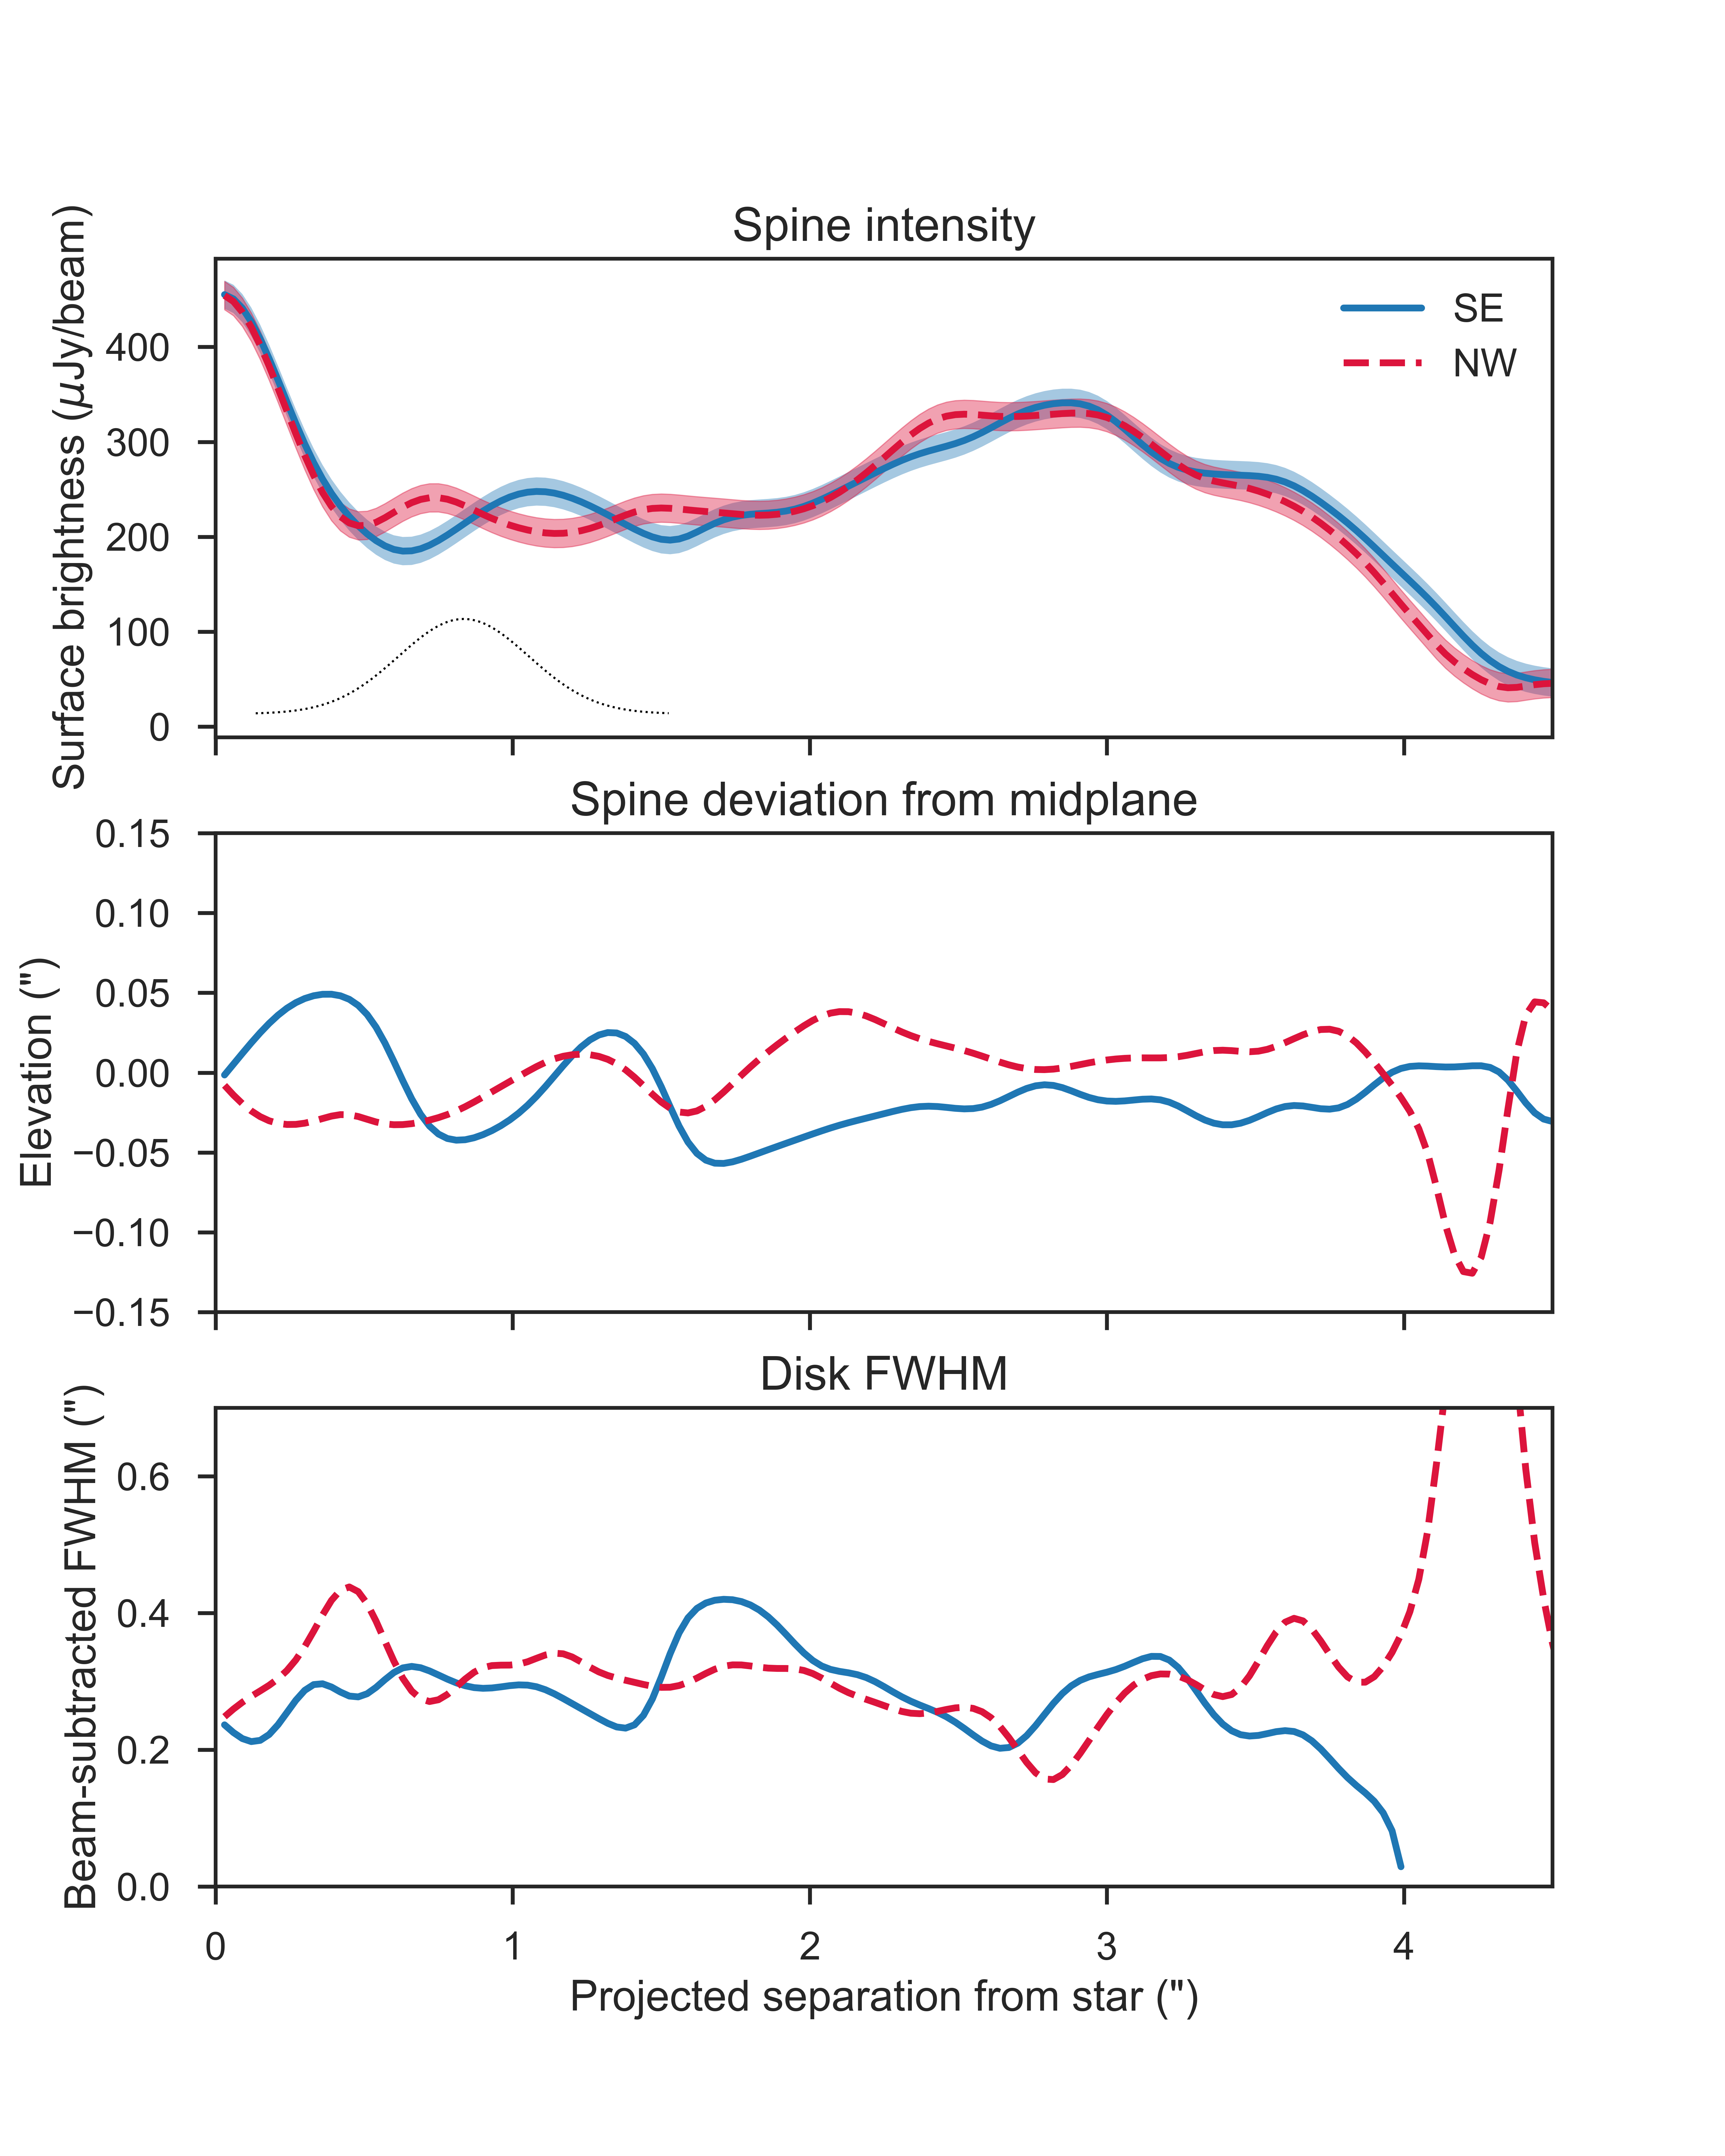 Spine intensity
Surface brightness (μJy/beam)
400
300
200
100
0
SE
NW
Spine deviation from midplane
Elevation (")
0.15
0.10
0.05
0.00
−0.05
−0.10
−0.15
Disk FWHM
Beam-subtracted FWHM (")
0.6
0.4
0.2
0.0
0 1 2 3 4
Projected separation from star (")